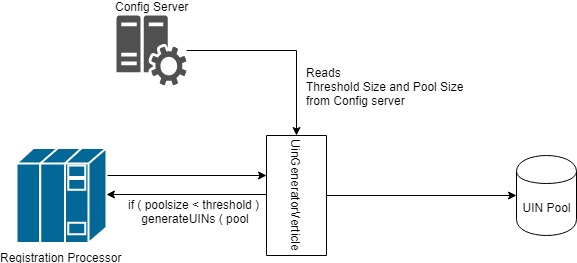 Config Server
Reads
Threshold Size and Pool Size
from Config server
UinGeneratorVerticle
if ( poolsize < threshold )
generateUINs ( pool
UIN Pool
Registration Processor